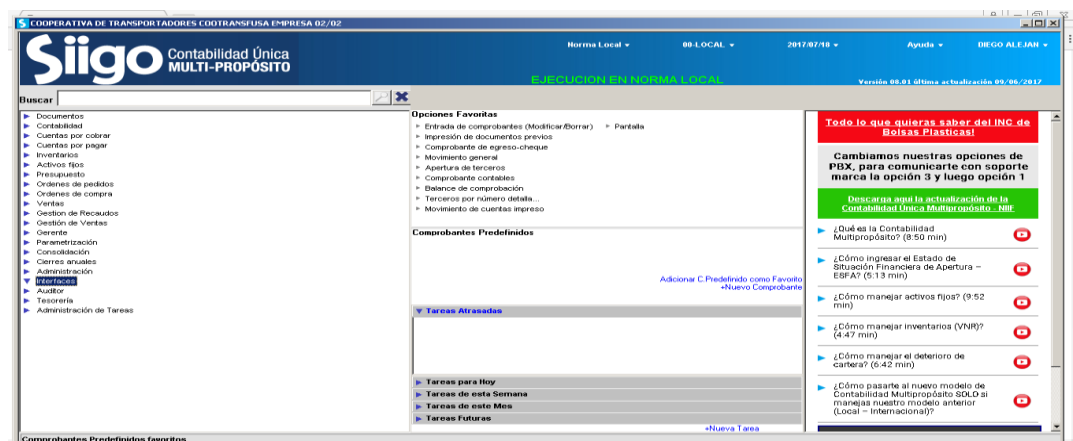 COOPERATIVA DE TRANSPORTADORES COOTRANSFUSA EMPRESA 02/02
Siigo Contabilidad Única
MULTI-PROPÓSITO
Norma Local
00-LOCAL
2017/07/10
Ayuda
DIEGO ALEJAN
EJECUCION EN NORMA LOCAL
Versión 08.01 última actualización 09/06/2017
Buscar
Documentos
Contabilidad
Cuentas por cobrar
Cuentas por pagar
Inventarios
Activos fijos
Presupuesto
Ordenes de pedidos
Ordenes de compra
Ventas
Gestion de Recaudos
Gestión de Ventas
Gerente
Parametrización
Consolidación
Cierres anuales
Administración
Interfaces
Auditor
Tesorería
Administración de Tareas
Opciones Favoritas
Entrada de comprobantes (Modificar/Borrar)
Pantalla
Impresión de documentos previos
Comprobante de egreso-cheque
Movimiento general
Apertura de terceros
Comprobante contables
Balance de comprobación
Terceros por número detalla...
Movimiento de cuentas impreso
Comprobantes Predefinidos
Adicionar C.Predefinido como Favorito
+Nuevo Comprobante
Tareas Atrasadas
Tareas para Hoy
Tareas de esta Semana
Tareas de este Mes
Tareas Futuras
+Nueva Tarea
Todo lo que quieras saber del INC de
Bolsas Plasticas!
Cambiamos nuestras opciones de
PBX, para comunicarte con soporte
marca la opción 3 y luego opción 1
Descarga aquí la actualización de la
Contabilidad Única Multipropósito - NIIF
¿Qué es la Contabilidad
Multipropósito? (8:50 min)
¿Cómo ingresar el Estado de
Situación Financiera de Apertura –
ESFA? (5:13 min)
¿Cómo manejar activos fijos? (9:52
min)
¿Cómo manejar inventarios (VNR)?
(4:47 min)
¿Cómo manejar el deterioro de
cartera? (6:42 min)
¿Cómo pasarte al nuevo modelo de
Contabilidad Multipropósito SOLO si
manejas nuestro modelo anterior
(Local – Internacional)?
Comprobantes Predefinidos favoritos